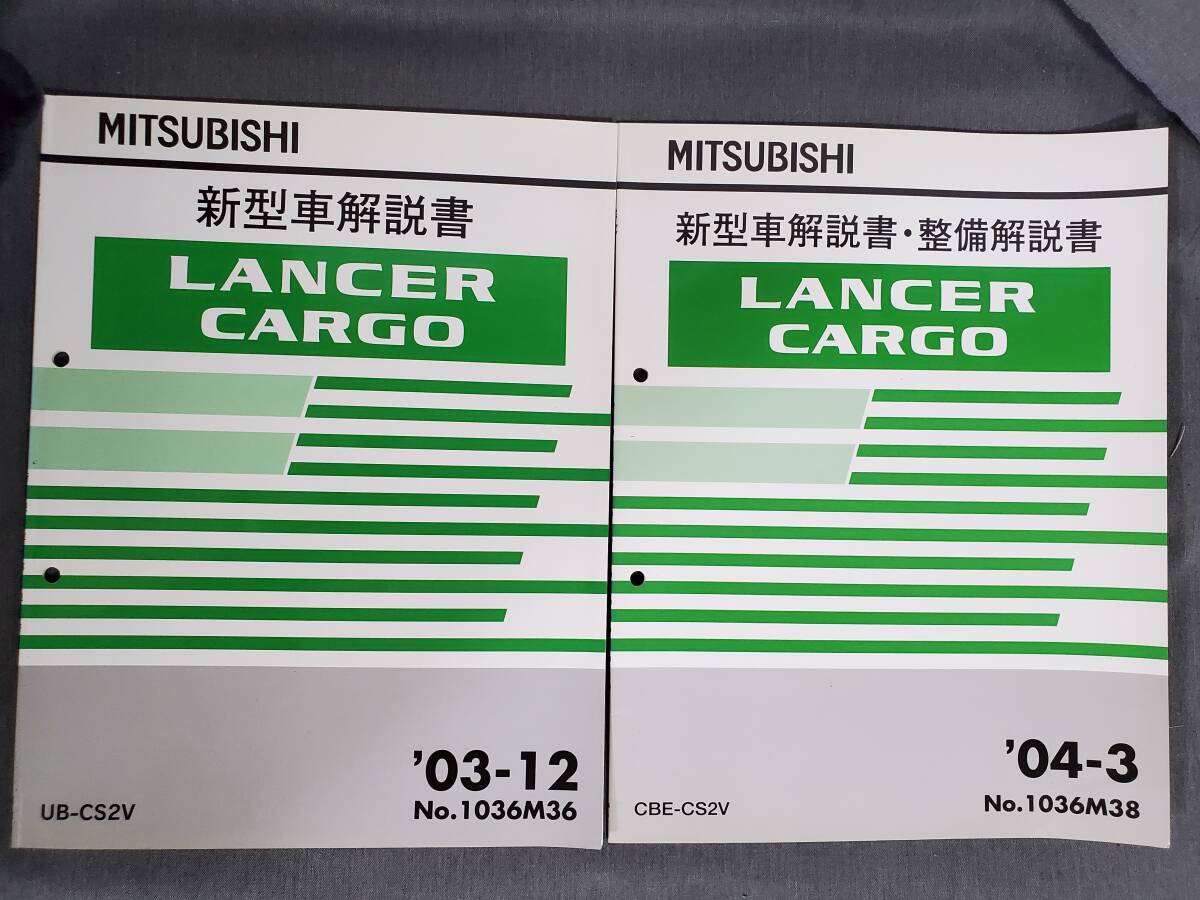 MITSUBISHI
新型車解説書
LANCER
CARGO
'03-12
No.1036M36
UB-CS2V
MITSUBISHI
新型車解説書・整備解説書
LANCER
CARGO
'04-3
No.1036M38
CBE-CS2V